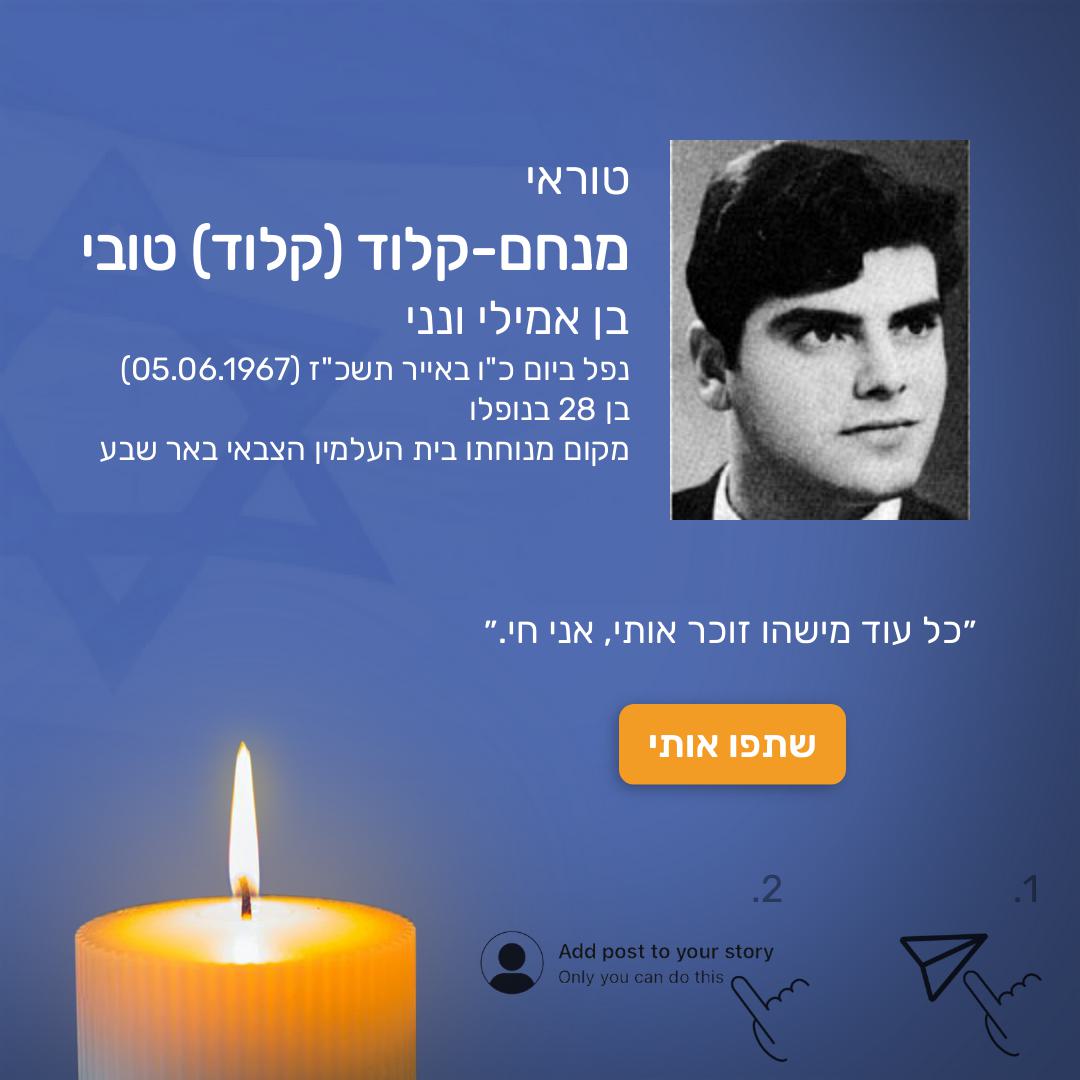 טוראי
מנחם-קלוד (קלוד) טובי
בן אמילי ונני
נפל ביום כ"ו באייר תשכ"ז (05.06.1967)
בן 28 בנופלו
מקום מנוחתו בית העלמין הצבאי באר שבע
״כל עוד מישהו זוכר אותי, אני חי.״
שתפו אותי
.1
.2
Add post to your story
Only you can do this